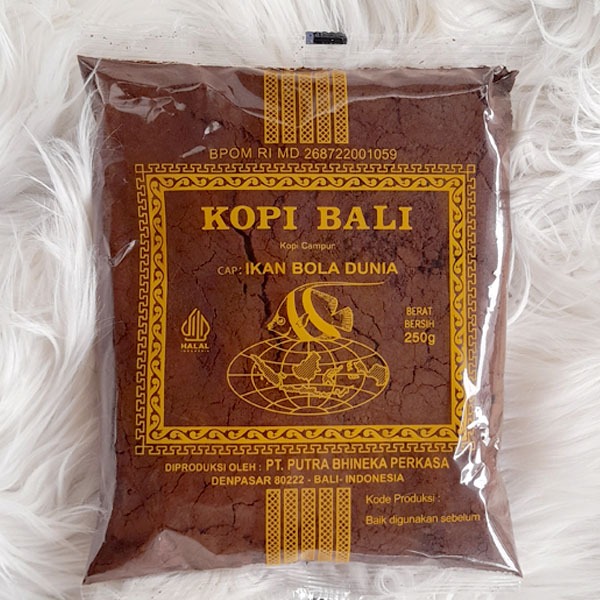 BPOM RI MD 268722001059
KOPI BALI
Kopi Campur
CAP: IKAN BOLA DUNIA
BERAT
BERSIH
250g
HALAL
INDONESIA
DIPRODUKSI OLEH : PT. PUTRA BHINEKA PERKASA
DENPASAR 80222 - BALI- INDONESIA
Kode Produksi :
Baik digunakan sebelum